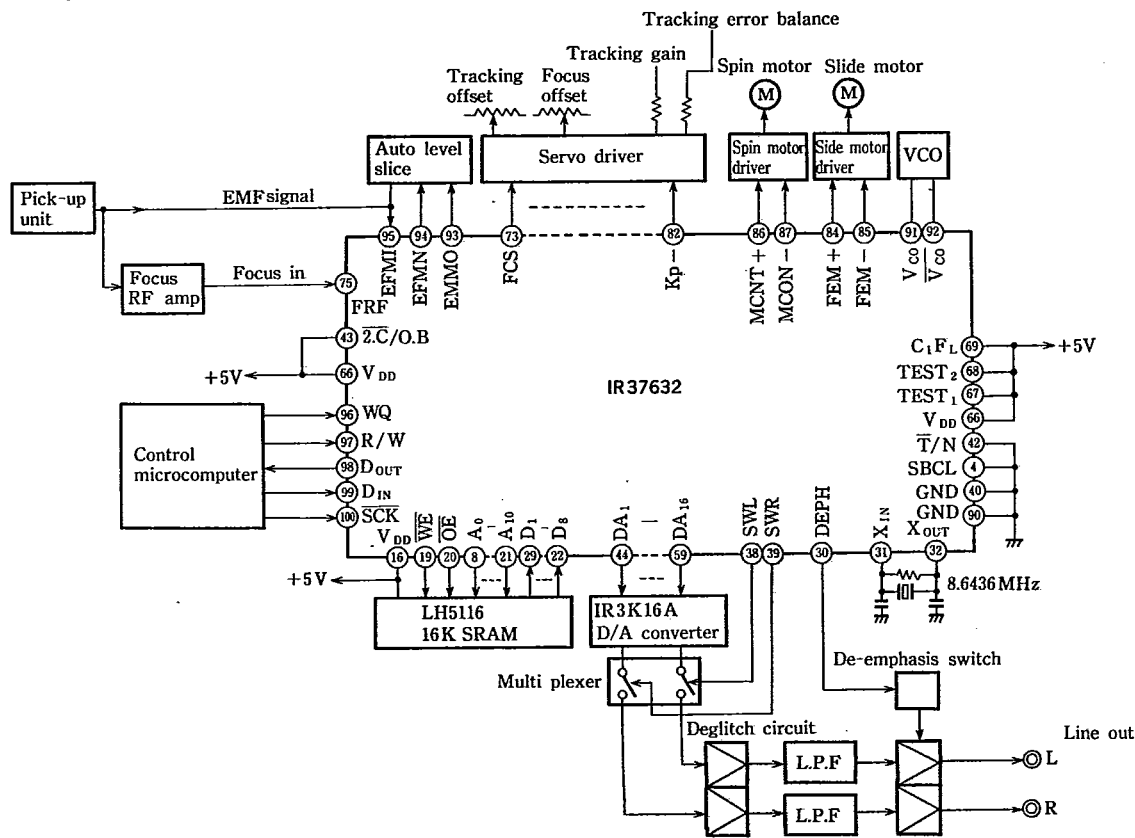 Tracking error balance
Tracking gain
Spin motor
Slide motor
Tracking
offset
Focus
offset
M
M
Auto level
slice
Servo driver
Spin motor
driver
Side motor
driver
VCO
Pick-up
unit
EMF signal
95
94
93
73
82
86
87
84
85
91
92
EFMI
EFMN
EMMO
FCS
Kp-
MCNT+
MCON-
FEM+
FEM-
Vco
V̅c̅o̅
Focus
RF amp
Focus in
75
FRF
43 2̅.C̅/O.B
+5V
66 VDD
IR37632
C₁FL 69
+5V
TEST₂ 68
TEST₁ 67
VDD 66
Control
microcomputer
96 WQ
97 R/W
98 DOUT
99 DIN
100 S̅C̅K̅
T̅/N 42
SBCL 4
GND 40
GND 90
VDD
W̅E̅
O̅E̅
A₀
-
A₁₀
D₁
-
D₈
DA₁
—
DA₁₆
SWL
SWR
DEPH
XIN
XOUT
16
19
20
8
21
29
22
44
59
38
39
30
31
32
+5V
LH5116
16K SRAM
IR3K16A
D/A converter
8.6436MHz
Multi plexer
De-emphasis switch
Deglitch circuit
Line out
L.P.F
L
L.P.F
R